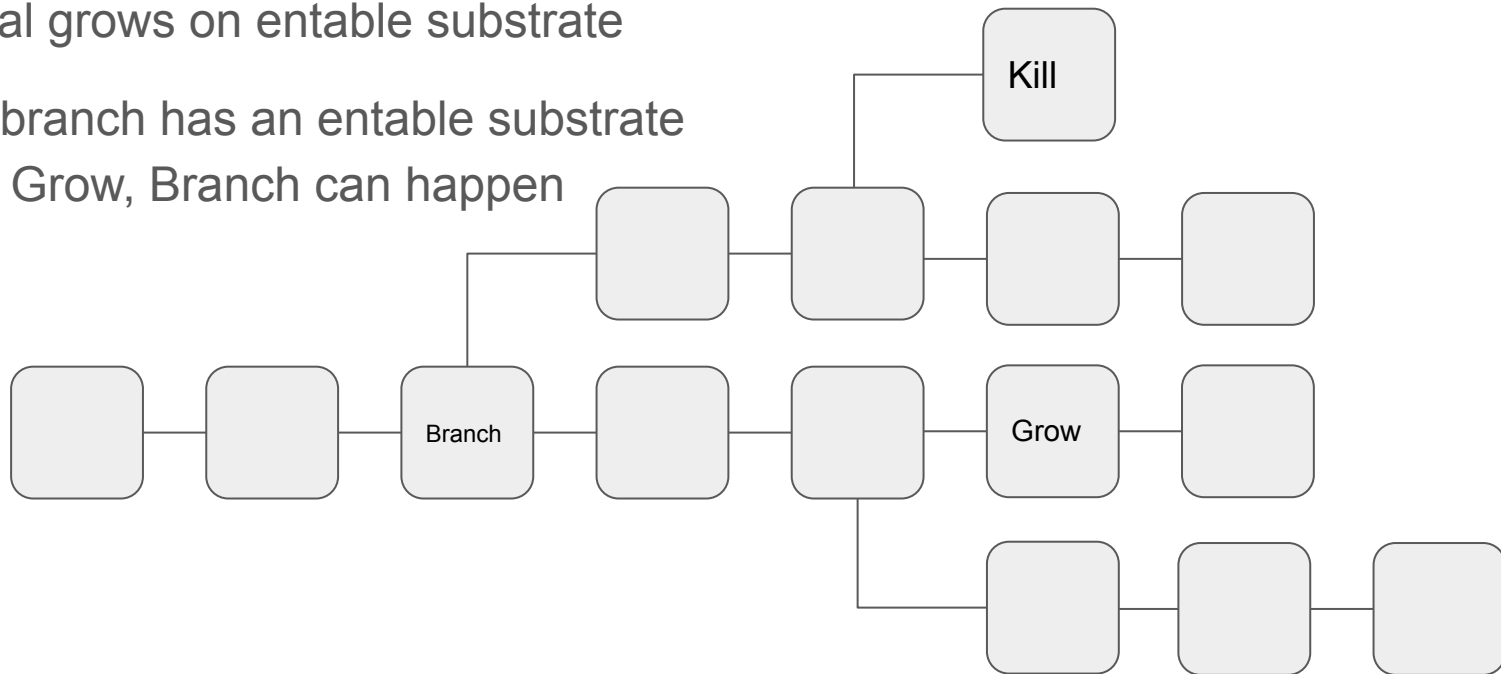 al grows on entable substrate
branch has an entable substrate
Grow, Branch can happen
Kill
Branch
Grow